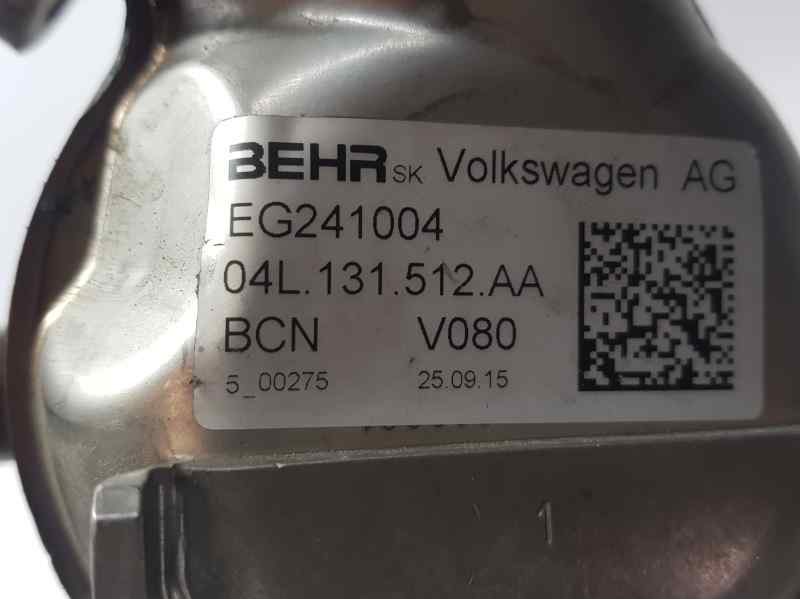 BEHR SK Volkswagen AG
EG241004
04L.131.512.AA
BCN V080
5_00275 25.09.15
1